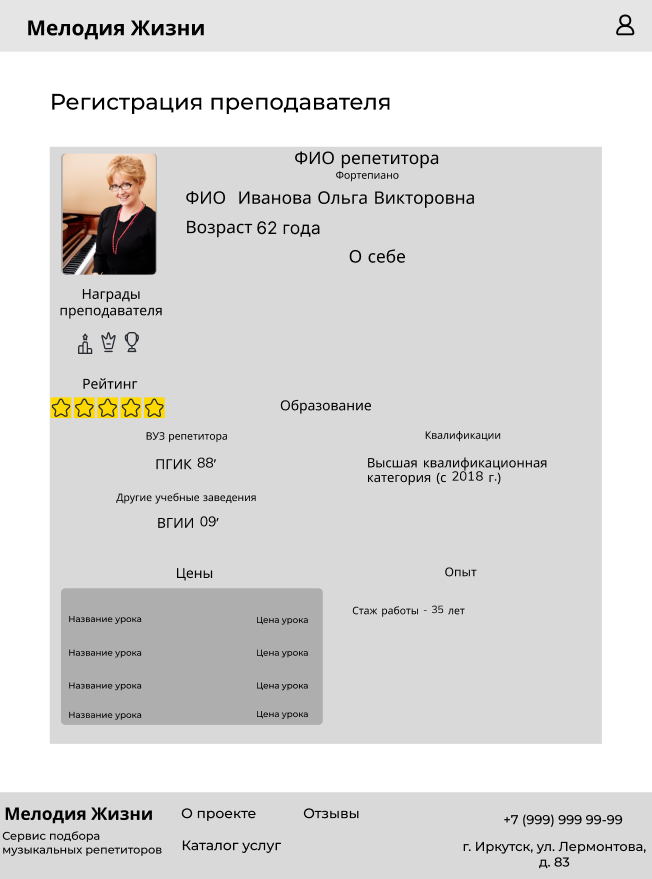 Мелодия Жизни
Регистрация преподавателя
ФИО репетитора
Фортепиано
ФИО Иванова Ольга Викторовна
Возраст 62 года
О себе
Награды
преподавателя
Рейтинг
Образование
ВУЗ репетитора
ПГИК 88’
Другие учебные заведения
ВГИИ 09’
Квалификации
Высшая квалификационная
категория (с 2018 г.)
Цены
Название урока Цена урока
Название урока Цена урока
Название урока Цена урока
Название урока Цена урока
Опыт
Стаж работы - 35 лет
Мелодия Жизни
Сервис подбора
музыкальных репетиторов
О проекте
Отзывы
Каталог услуг
+7 (999) 999 99-99
г. Иркутск, ул. Лермонтова,
д. 83